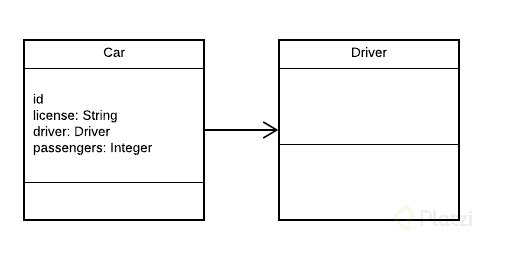 Car
id
license: String
driver: Driver
passengers: Integer
Driver
Platzi